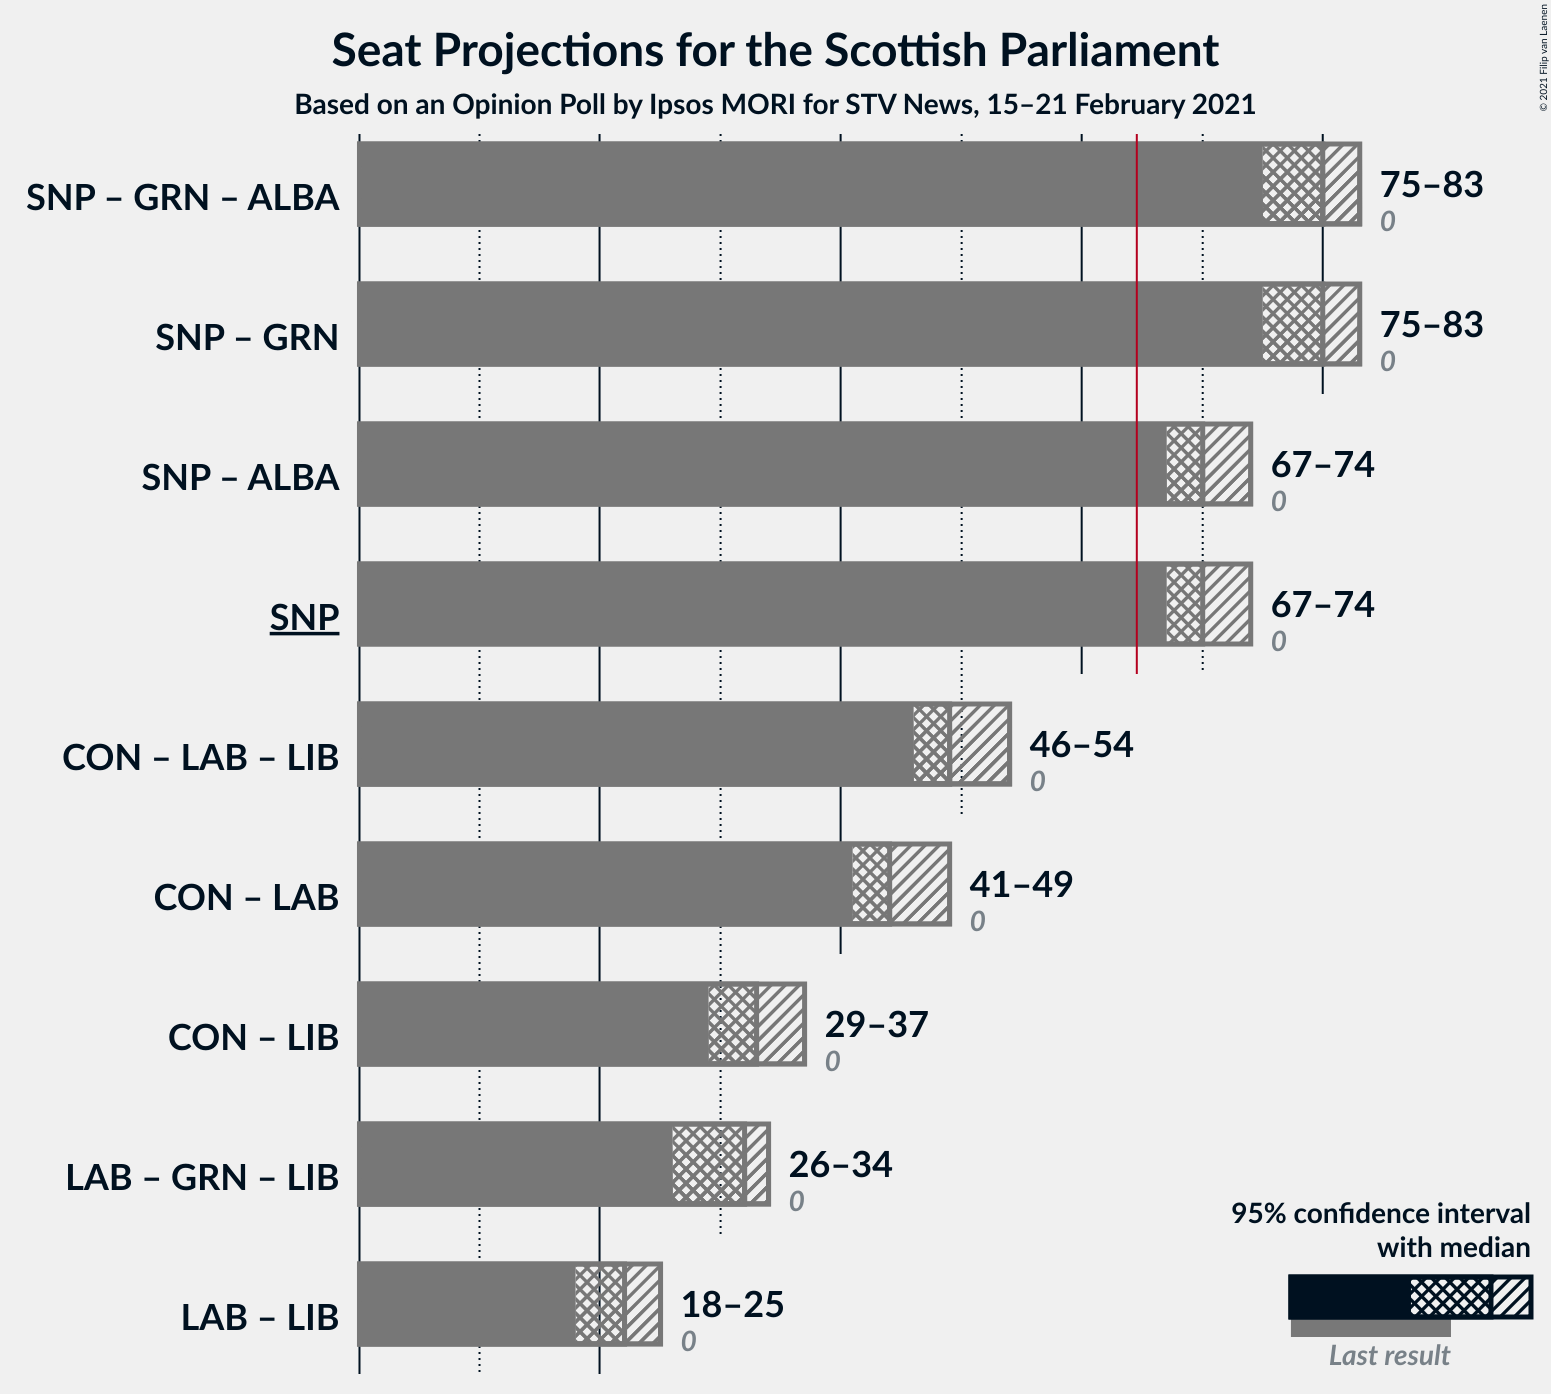 Seat Projections for the Scottish Parliament
Based on an Opinion Poll by Ipsos MORI for STV News, 15–21 February 2021
© 2021 Filip van Laenen
SNP – GRN – ALBA
75–83
0
SNP – GRN
75–83
0
SNP – ALBA
67–74
0
SNP
67–74
0
CON – LAB – LIB
46–54
0
CON – LAB
41–49
0
CON – LIB
29–37
0
LAB – GRN – LIB
26–34
0
LAB – LIB
18–25
0
95% confidence interval
with median
Last result